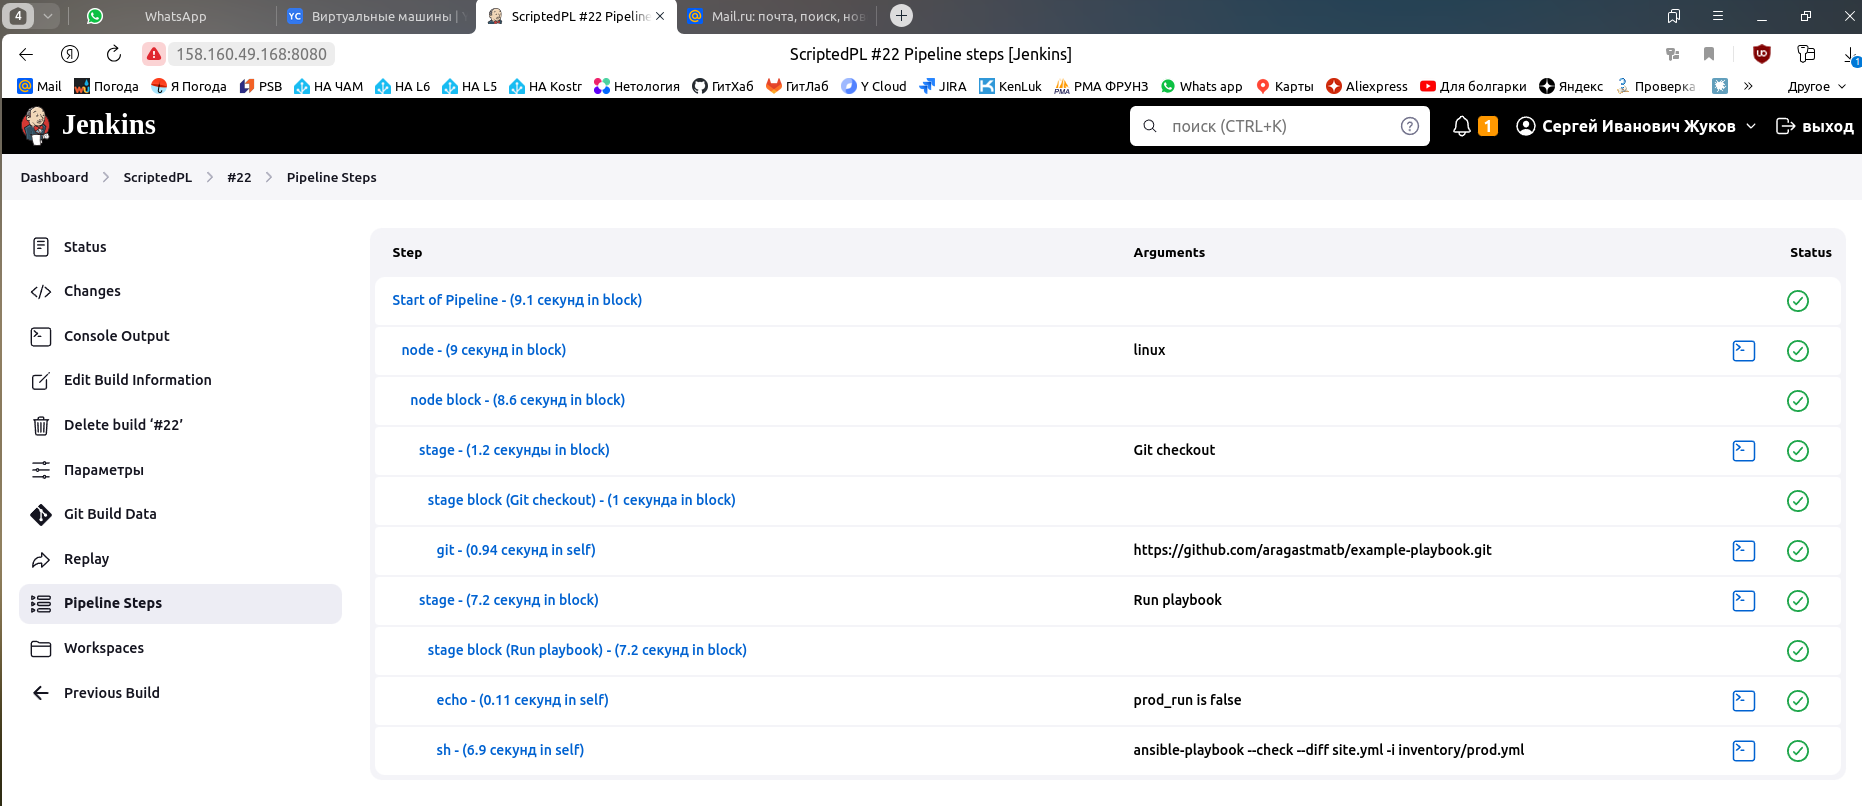 4 WhatsApp YC Виртуальные машины | ScriptedPL #22 Pipeline Mail.ru: почта, поиск, нов
158.160.49.168:8080 ScriptedPL #22 Pipeline steps [Jenkins] 1
Mail Погода Я Погода PSB НА ЧАМ НА L6 НА L5 НА Kostr Нетология ГитХаб ГитЛаб Y Cloud JIRA KenLuk РМА ФРУНЗ Whats app Карты Aliexpress Для болгарки Яндекс Проверка » Другое
Jenkins поиск (CTRL+K) 1 Сергей Иванович Жуков выход
Dashboard ScriptedPL #22 Pipeline Steps
Status
Changes
Console Output
Edit Build Information
Delete build ‘#22’
Параметры
Git Build Data
Replay
Pipeline Steps
Workspaces
Previous Build
Step Arguments Status
Start of Pipeline - (9.1 секунд in block)
node - (9 секунд in block) linux
node block - (8.6 секунд in block)
stage - (1.2 секунды in block) Git checkout
stage block (Git checkout) - (1 секунда in block)
git - (0.94 секунд in self) https://github.com/aragastmatb/example-playbook.git
stage - (7.2 секунд in block) Run playbook
stage block (Run playbook) - (7.2 секунд in block)
echo - (0.11 секунд in self) prod_run is false
sh - (6.9 секунд in self) ansible-playbook --check --diff site.yml -i inventory/prod.yml